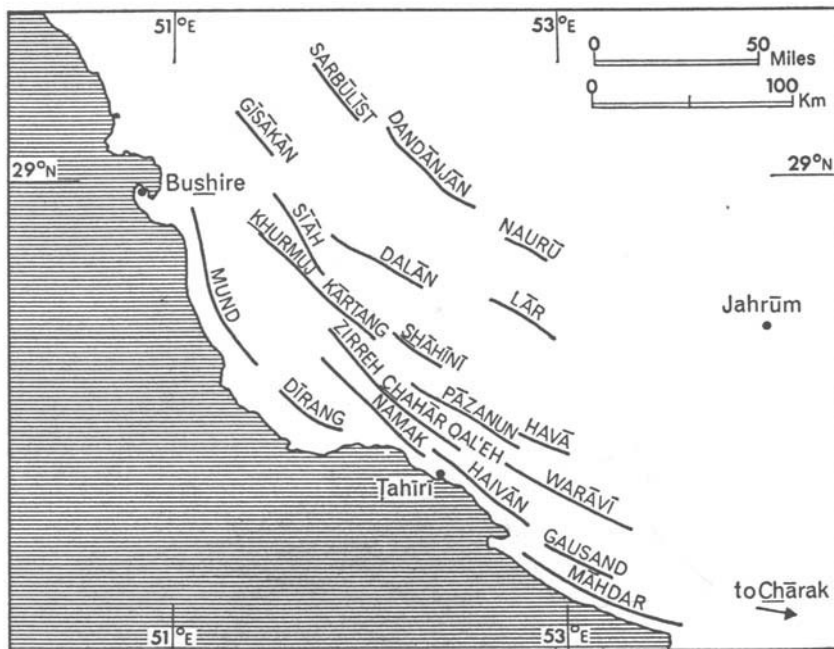 51°E
53°E
0 50
Miles
0 100
Km
SARBŪLĪST
GĪSĀKĀN
DANDĀNJĀN
29°N
29°N
Bushire
SĪĀH
NAURŪ
KHURMUJ
DALĀN
MUND
KĀRTANG
LĀR
Jahrūm
SHĀHĪNĪ
ZIRREH
CHAHĀR QAL'EH
PĀZANUN
DĪRANG
NAMAK
HAVĀ
Ṭahīrī
HAIVĀN
WARĀVĪ
GAUSAND
MĀHDAR
to Chārak
51°E
53°E